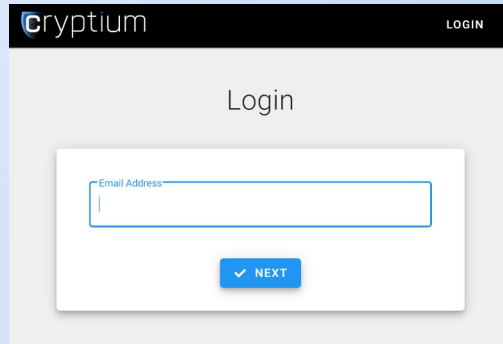 cryptium
LOGIN
Login
Email Address
NEXT